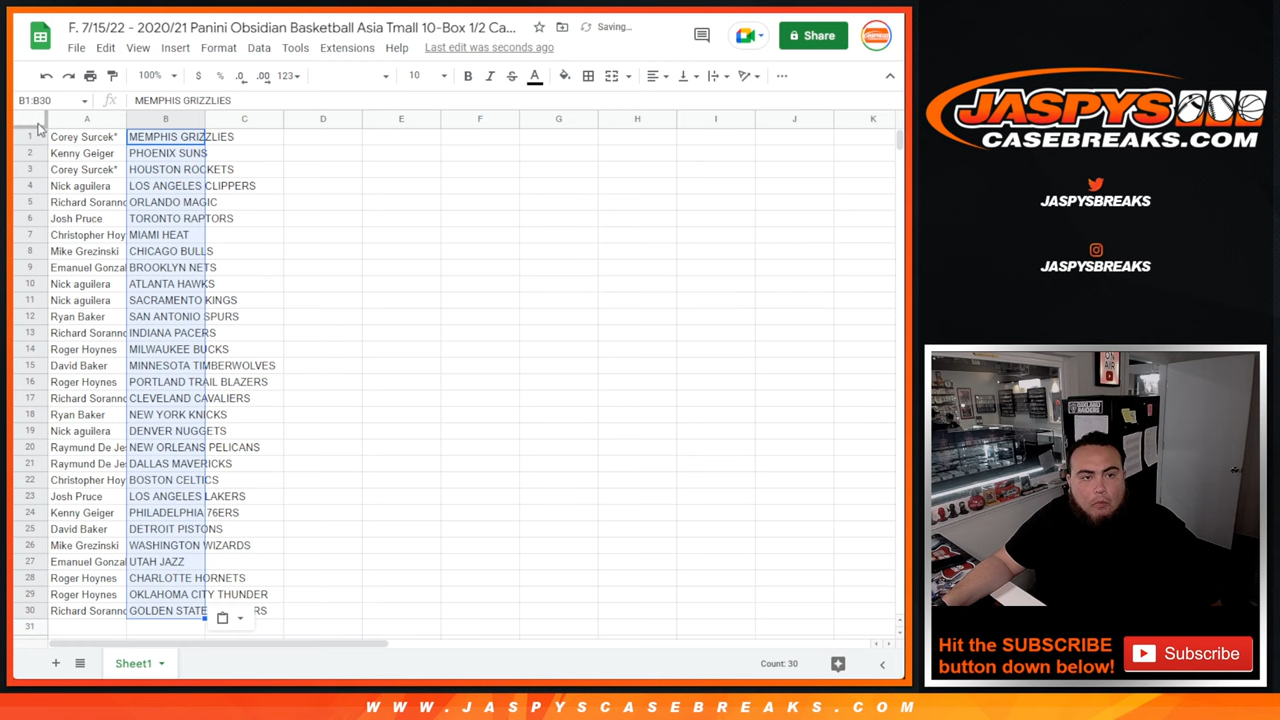 F. 7/15/22 - 2020/21 Panini Obsidian Basketball Asia Tmall 10-Box 1/2 Ca...
Saving...
Share
File Edit View Insert Format Data Tools Extensions Help Last edit was seconds ago
100% $ % .0 .00 123 10 B I S A
B1:B30 fx MEMPHIS GRIZZLIES
A B C D E F G H I J K
1 Corey Surcek* MEMPHIS GRIZZLIES
2 Kenny Geiger PHOENIX SUNS
3 Corey Surcek* HOUSTON ROCKETS
4 Nick aguilera LOS ANGELES CLIPPERS
5 Richard Soranno ORLANDO MAGIC
6 Josh Pruce TORONTO RAPTORS
7 Christopher Hoy MIAMI HEAT
8 Mike Grezinski CHICAGO BULLS
9 Emanuel Gonzal BROOKLYN NETS
10 Nick aguilera ATLANTA HAWKS
11 Nick aguilera SACRAMENTO KINGS
12 Ryan Baker SAN ANTONIO SPURS
13 Richard Soranno INDIANA PACERS
14 Roger Hoynes MILWAUKEE BUCKS
15 David Baker MINNESOTA TIMBERWOLVES
16 Roger Hoynes PORTLAND TRAIL BLAZERS
17 Richard Soranno CLEVELAND CAVALIERS
18 Ryan Baker NEW YORK KNICKS
19 Nick aguilera DENVER NUGGETS
20 Raymund De Je NEW ORLEANS PELICANS
21 Raymund De Je DALLAS MAVERICKS
22 Christopher Hoy BOSTON CELTICS
23 Josh Pruce LOS ANGELES LAKERS
24 Kenny Geiger PHILADELPHIA 76ERS
25 David Baker DETROIT PISTONS
26 Mike Grezinski WASHINGTON WIZARDS
27 Emanuel Gonzal UTAH JAZZ
28 Roger Hoynes CHARLOTTE HORNETS
29 Roger Hoynes OKLAHOMA CITY THUNDER
30 Richard Soranno GOLDEN STATE RS
31
Sheet1
Count: 30
JASPYS
CASEBREAKS.COM
JASPYSBREAKS
JASPYSBREAKS
ON AIR
OAKLAND
RAIDERS
Hit the SUBSCRIBE
button down below!
Subscribe
WWW.JASPYSCASEBREAKS.COM